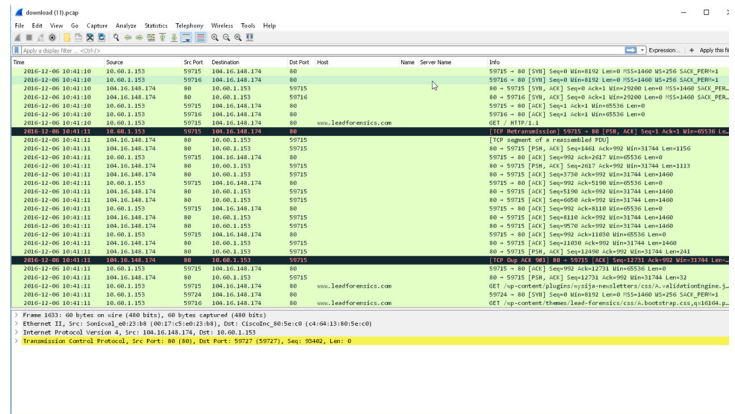 download (11).pcap
File Edit View Go Capture Analyze Statistics Telephony Wireless Tools Help
Apply a display filter ... <Ctrl-/> Expression... + Apply this fil
Time Source Src Port Destination Dst Port Host Name Server Name Info
2016-12-06 10:41:10 10.60.1.153 59715 104.16.148.174 80 59715 → 80 [SYN] Seq=0 Win=8192 Len=0 MSS=1460 WS=256 SACK_PERM=1
2016-12-06 10:41:10 10.60.1.153 59716 104.16.148.174 80 59716 → 80 [SYN] Seq=0 Win=8192 Len=0 MSS=1460 WS=256 SACK_PERM=1
2016-12-06 10:41:10 104.16.148.174 80 10.60.1.153 59715 80 → 59715 [SYN, ACK] Seq=0 Ack=1 Win=29200 Len=0 MSS=1460 SACK_PER…
2016-12-06 10:41:10 104.16.148.174 80 10.60.1.153 59716 80 → 59716 [SYN, ACK] Seq=0 Ack=1 Win=29200 Len=0 MSS=1460 SACK_PER…
2016-12-06 10:41:10 10.60.1.153 59715 104.16.148.174 80 59715 → 80 [ACK] Seq=1 Ack=1 Win=65536 Len=0
2016-12-06 10:41:10 10.60.1.153 59716 104.16.148.174 80 59716 → 80 [ACK] Seq=1 Ack=1 Win=65536 Len=0
2016-12-06 10:41:10 10.60.1.153 59715 104.16.148.174 80 www.leadforensics.com GET / HTTP/1.1
2016-12-06 10:41:11 10.60.1.153 59715 104.16.148.174 80 [TCP Retransmission] 59715 → 80 [PSH, ACK] Seq=1 Ack=1 Win=65536 Le…
2016-12-06 10:41:11 104.16.148.174 80 10.60.1.153 59715 [TCP segment of a reassembled PDU]
2016-12-06 10:41:11 104.16.148.174 80 10.60.1.153 59715 80 → 59715 [PSH, ACK] Seq=1461 Ack=992 Win=31744 Len=1156
2016-12-06 10:41:11 10.60.1.153 59715 104.16.148.174 80 59715 → 80 [ACK] Seq=992 Ack=2617 Win=65536 Len=0
2016-12-06 10:41:11 104.16.148.174 80 10.60.1.153 59715 80 → 59715 [PSH, ACK] Seq=2617 Ack=992 Win=31744 Len=1113
2016-12-06 10:41:11 104.16.148.174 80 10.60.1.153 59715 80 → 59715 [ACK] Seq=3730 Ack=992 Win=31744 Len=1460
2016-12-06 10:41:11 10.60.1.153 59715 104.16.148.174 80 59715 → 80 [ACK] Seq=992 Ack=5190 Win=65536 Len=0
2016-12-06 10:41:11 104.16.148.174 80 10.60.1.153 59715 80 → 59715 [ACK] Seq=5190 Ack=992 Win=31744 Len=1460
2016-12-06 10:41:11 104.16.148.174 80 10.60.1.153 59715 80 → 59715 [ACK] Seq=6650 Ack=992 Win=31744 Len=1460
2016-12-06 10:41:11 10.60.1.153 59715 104.16.148.174 80 59715 → 80 [ACK] Seq=992 Ack=8110 Win=65536 Len=0
2016-12-06 10:41:11 104.16.148.174 80 10.60.1.153 59715 80 → 59715 [ACK] Seq=8110 Ack=992 Win=31744 Len=1460
2016-12-06 10:41:11 104.16.148.174 80 10.60.1.153 59715 80 → 59715 [ACK] Seq=9570 Ack=992 Win=31744 Len=1460
2016-12-06 10:41:11 10.60.1.153 59715 104.16.148.174 80 59715 → 80 [ACK] Seq=992 Ack=11030 Win=65536 Len=0
2016-12-06 10:41:11 104.16.148.174 80 10.60.1.153 59715 80 → 59715 [ACK] Seq=11030 Ack=992 Win=31744 Len=1460
2016-12-06 10:41:11 104.16.148.174 80 10.60.1.153 59715 80 → 59715 [PSH, ACK] Seq=12490 Ack=992 Win=31744 Len=241
2016-12-06 10:41:11 104.16.148.174 80 10.60.1.153 59715 80 → 59715 [ACK] Seq=12731 Ack=992 Win=31744 Len=…
2016-12-06 10:41:11 10.60.1.153 59715 104.16.148.174 80 59715 → 80 [ACK] Seq=992 Ack=12731 Win=65536 Len=0
2016-12-06 10:41:11 104.16.148.174 80 10.60.1.153 59715 80 → 59715 [PSH, ACK] Seq=12731 Ack=992 Win=31744 Len=32
2016-12-06 10:41:11 10.60.1.153 59715 104.16.148.174 80 www.leadforensics.com GET /wp-content/plugins/wysija-newsletters/css/A.validationEngine.j…
2016-12-06 10:41:11 10.60.1.153 59724 104.16.148.174 80 59724 → 80 [SYN] Seq=0 Win=8192 Len=0 MSS=1460 WS=256 SACK_PERM=1
2016-12-06 10:41:11 10.60.1.153 59716 104.16.148.174 80 www.leadforensics.com GET /wp-content/themes/lead-forensics/css/A.bootstrap.css,q=16164.p…
> Frame 1633: 60 bytes on wire (480 bits), 60 bytes captured (480 bits)
> Ethernet II, Src: Sonicwal_e0:23:b8 (00:17:c5:e0:23:b8), Dst: CiscoInc_80:5e:c0 (c4:64:13:80:5e:c0)
> Internet Protocol Version 4, Src: 104.16.148.174, Dst: 10.60.1.153
> Transmission Control Protocol, Src Port: 80 (80), Dst Port: 59727 (59727), Seq: 93402, Len: 0